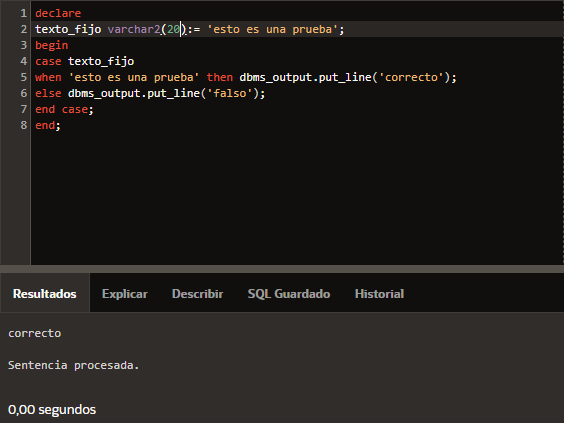 1 declare
2 texto_fijo varchar2(20):= 'esto es una prueba';
3 begin
4 case texto_fijo
5 when 'esto es una prueba' then dbms_output.put_line('correcto');
6 else dbms_output.put_line('falso');
7 end case;
8 end;
Resultados Explicar Describir SQL Guardado Historial
correcto
Sentencia procesada.
0,00 segundos